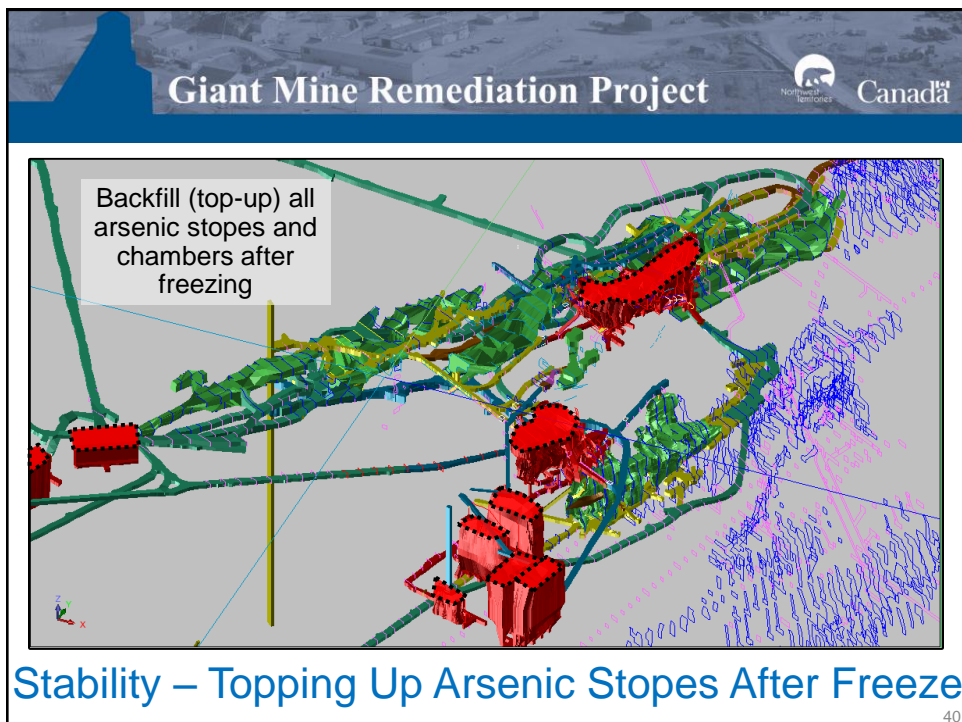 Giant Mine Remediation Project
Northwest
Territories
Canada
Backfill (top-up) all
arsenic stopes and
chambers after
freezing
Z
Y
X
Stability – Topping Up Arsenic Stopes After Freeze
40